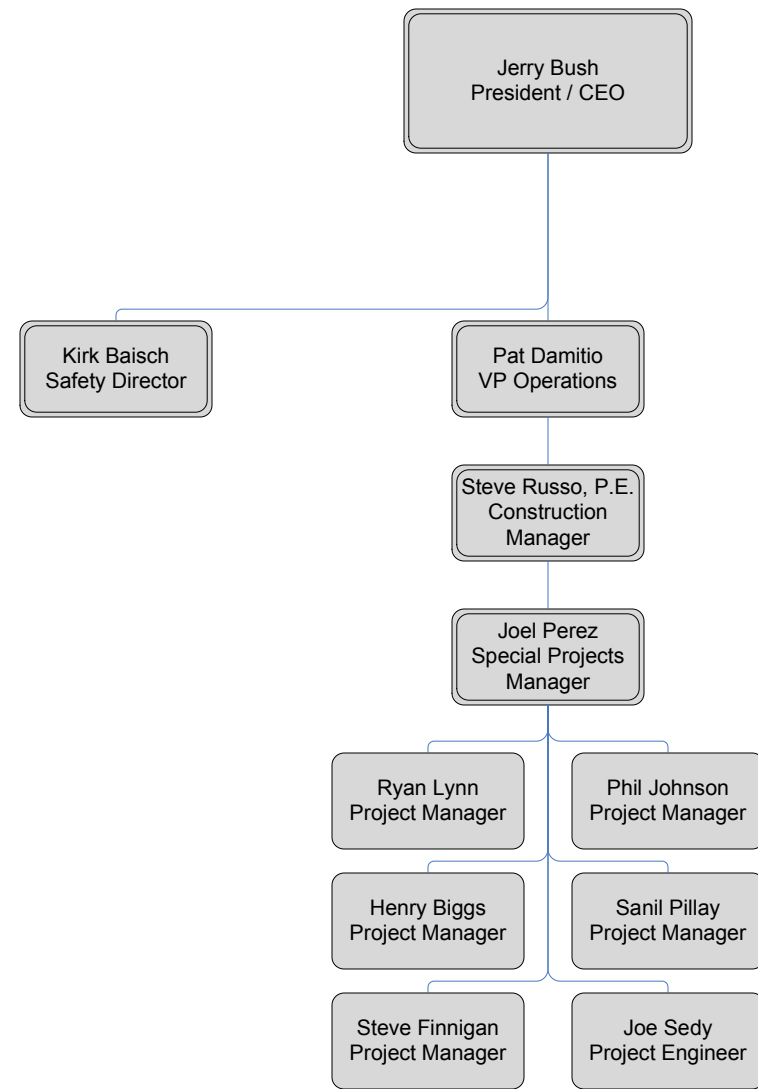 Jerry Bush
President / CEO
Kirk Baisch
Safety Director
Pat Damitio
VP Operations
Steve Russo, P.E.
Construction
Manager
Joel Perez
Special Projects
Manager
Ryan Lynn
Project Manager
Phil Johnson
Project Manager
Henry Biggs
Project Manager
Sanil Pillay
Project Manager
Steve Finnigan
Project Manager
Joe Sedy
Project Engineer